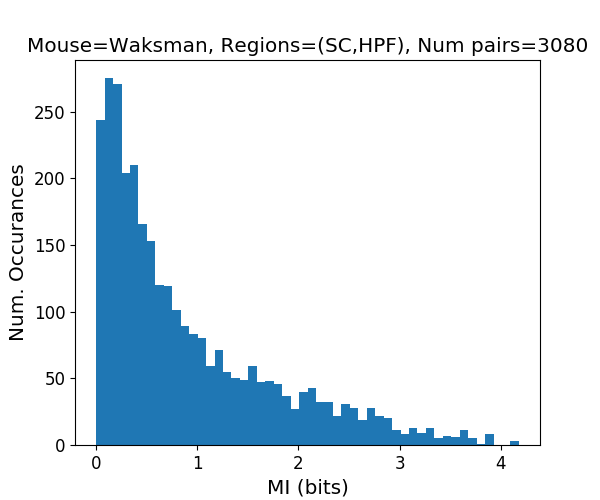 Mouse=Waksman, Regions=(SC,HPF), Num pairs=3080
250
200
150
100
50
0
Num. Occurances
0 1 2 3 4
MI (bits)